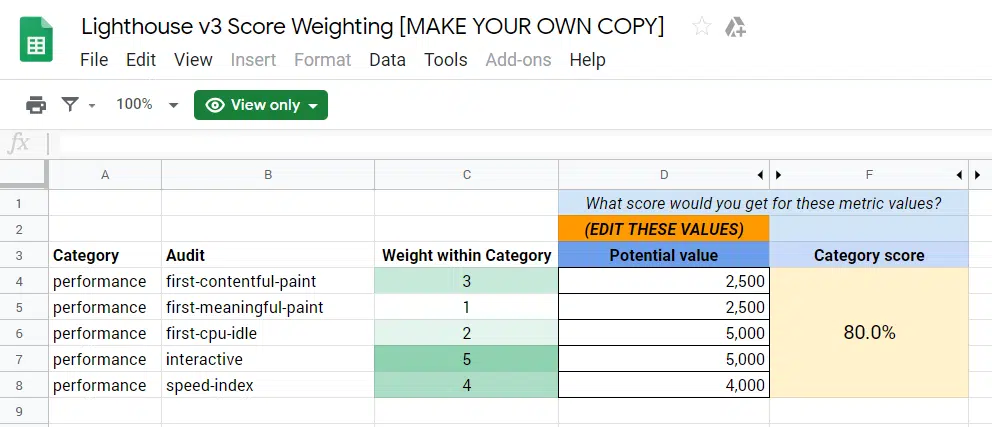 Lighthouse v3 Score Weighting [MAKE YOUR OWN COPY]
File Edit View Insert Format Data Tools Add-ons Help
100% View only
fx
A B C D F
1 What score would you get for these metric values?
2 (EDIT THESE VALUES)
3 Category Audit Weight within Category Potential value Category score
4 performance first-contentful-paint 3 2,500
5 performance first-meaningful-paint 1 2,500
6 performance first-cpu-idle 2 5,000 80.0%
7 performance interactive 5 5,000
8 performance speed-index 4 4,000
9